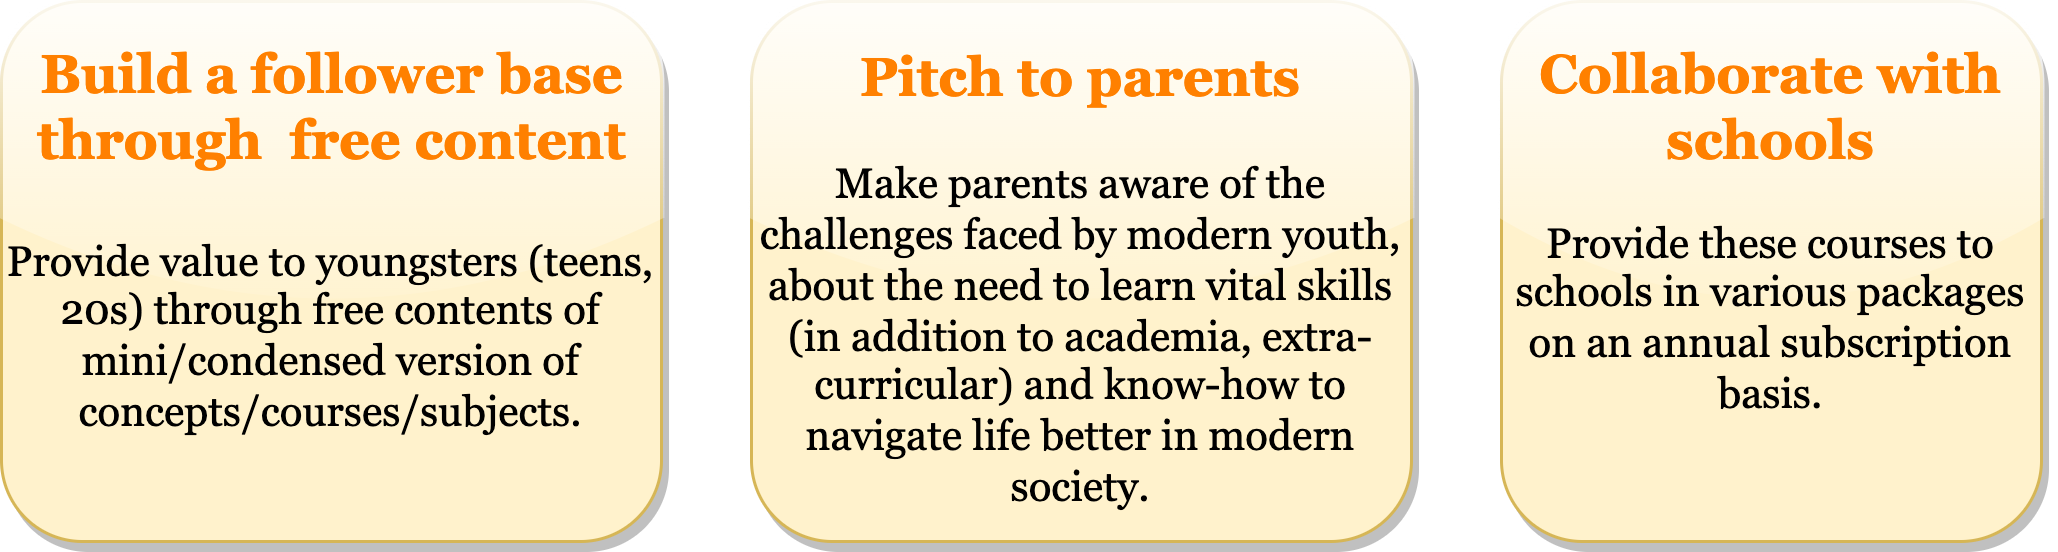 Build a follower base
through  free content
Provide value to youngsters (teens,
20s) through free contents of
mini/condensed version of
concepts/courses/subjects.
Pitch to parents
Make parents aware of the
challenges faced by modern youth,
about the need to learn vital skills
(in addition to academia, extra-
curricular) and know-how to
navigate life better in modern
society.
Collaborate with
schools
Provide these courses to
schools in various packages
on an annual subscription
basis.